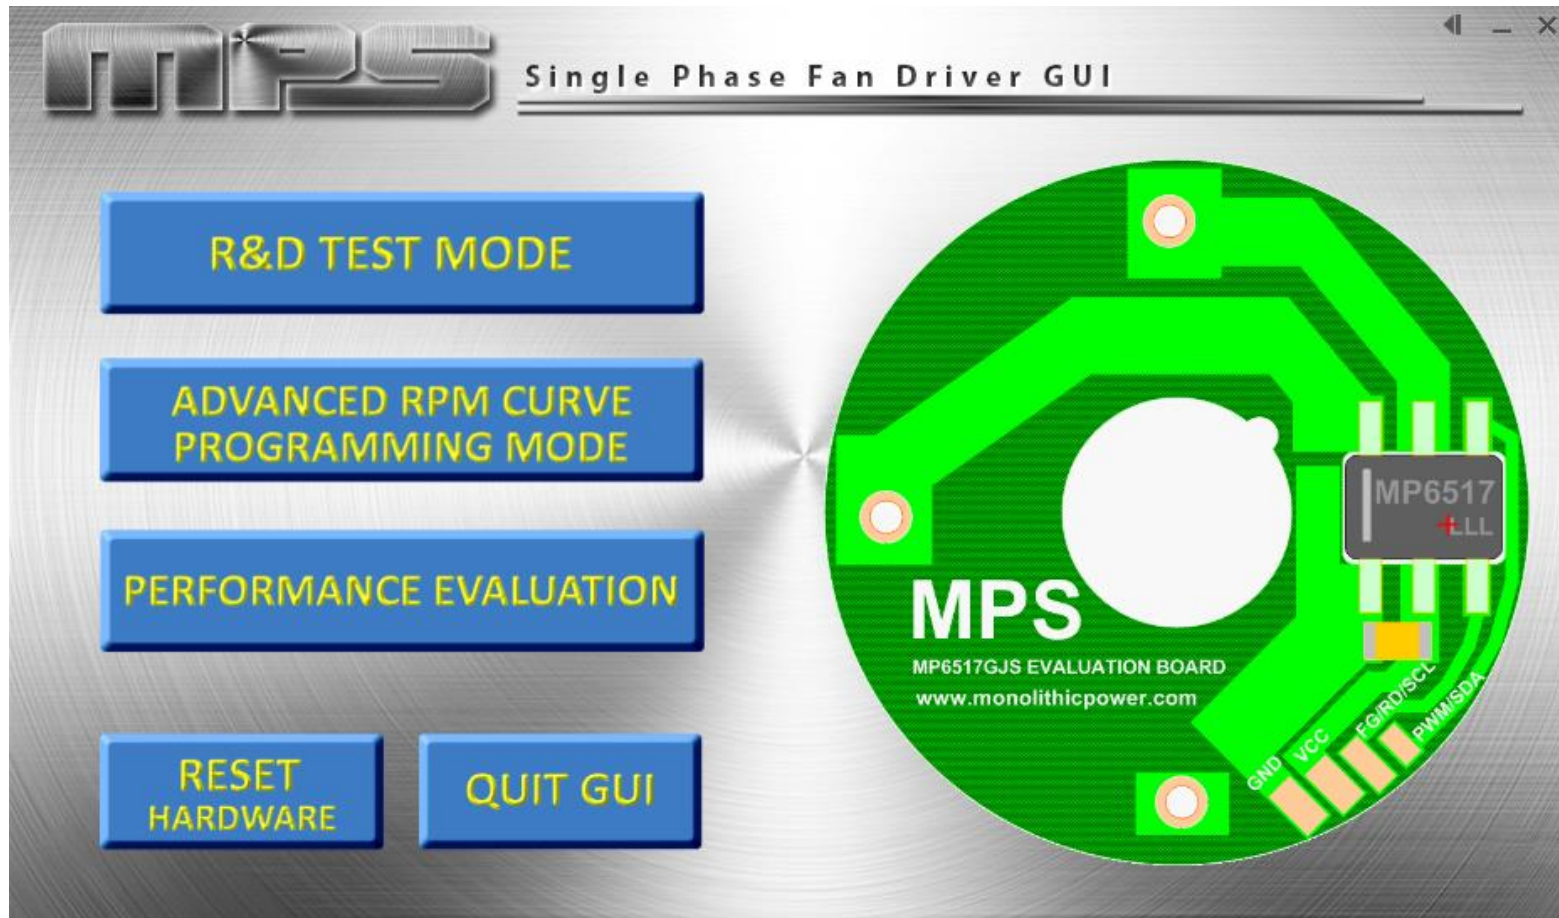 mPS
Single Phase Fan Driver GUI
R&D TEST MODE
ADVANCED RPM CURVE
PROGRAMMING MODE
PERFORMANCE EVALUATION
RESET
HARDWARE
QUIT GUI
MP6517
LLL
MPS
MP6517GJS EVALUATION BOARD
www.monolithicpower.com
GND
VCC
FG/RD/SCL
PWM/SDA